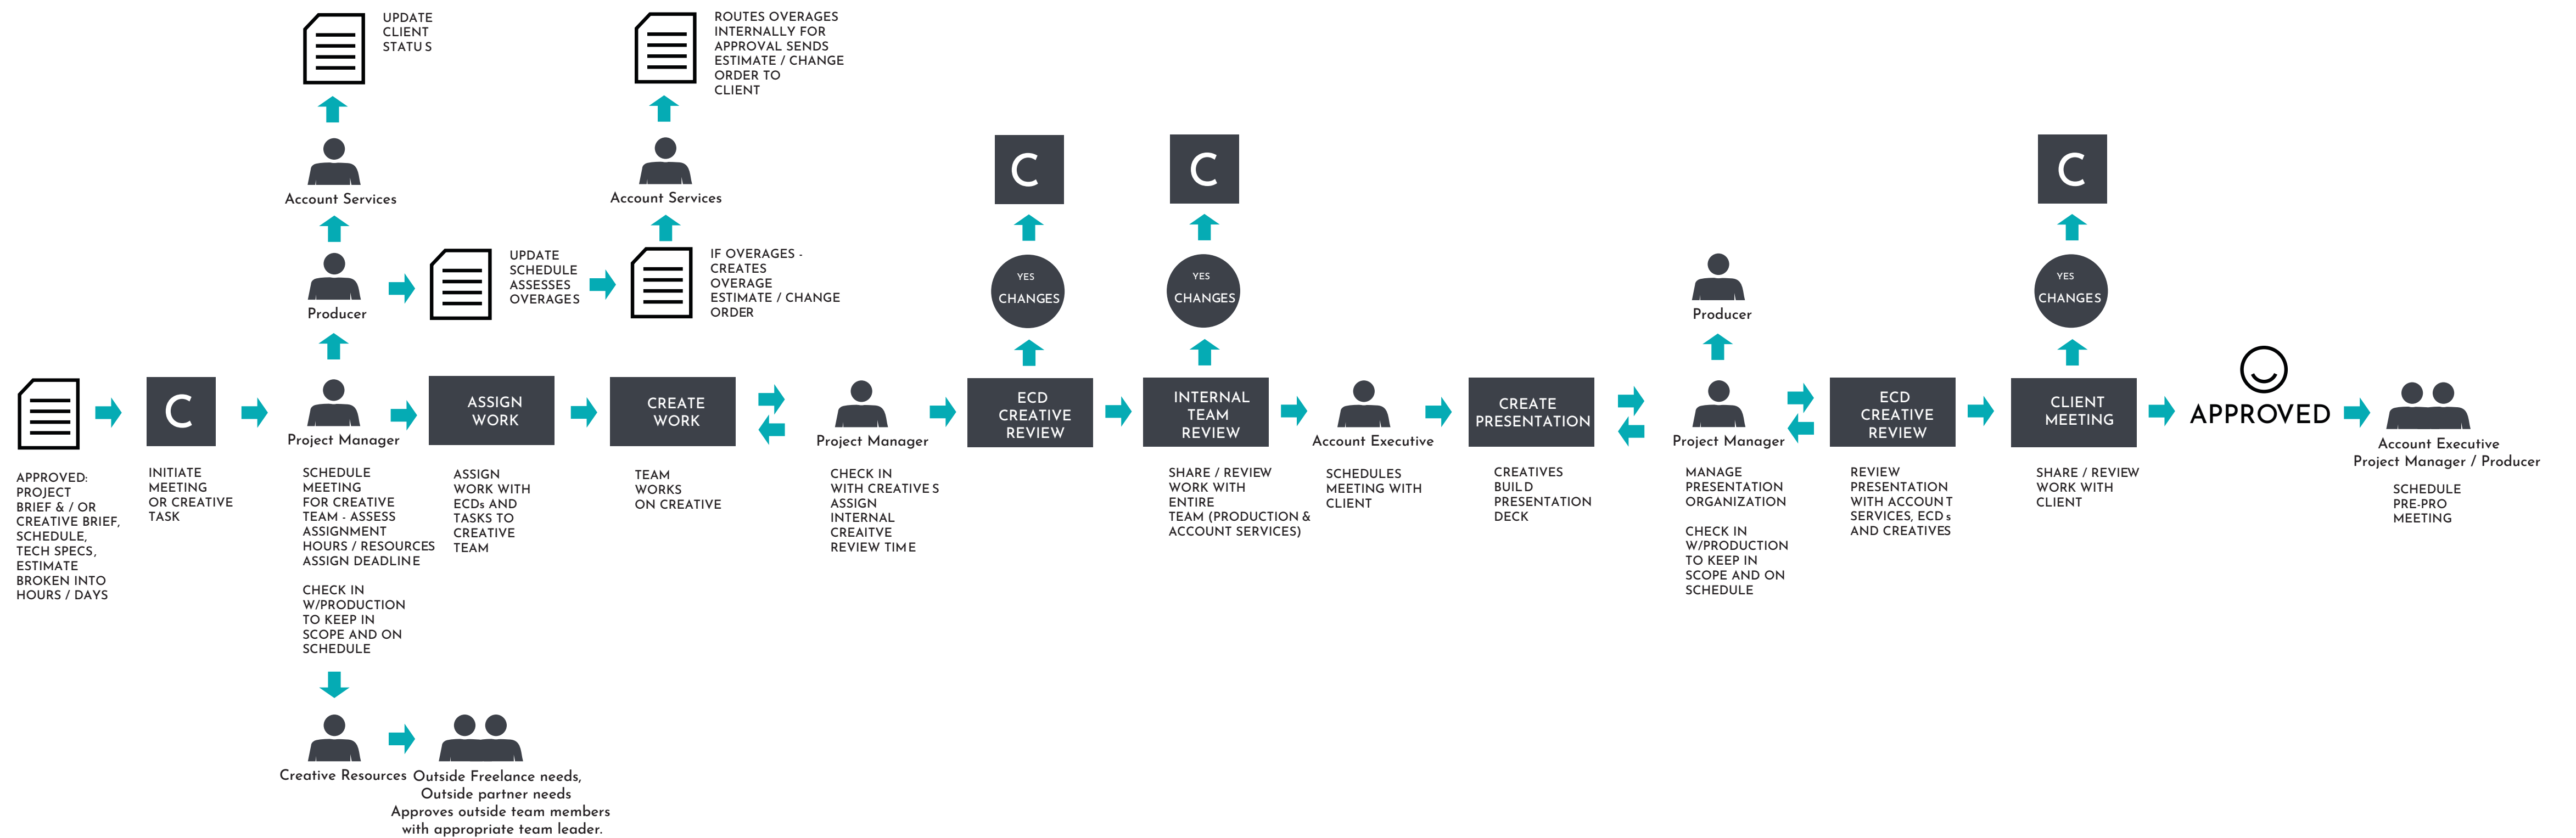 UPDATE
CLIENT
STATUS
ROUTES OVERAGES
INTERNALLY FOR
APPROVAL SENDS
ESTIMATE / CHANGE
ORDER TO
CLIENT
Account Services
Account Services
C
C
C
Producer
UPDATE
SCHEDULE
ASSESSES
OVERAGES
IF OVERAGES -
CREATES
OVERAGE
ESTIMATE / CHANGE
ORDER
YES
CHANGES
YES
CHANGES
Producer
YES
CHANGES
C
Project Manager
ASSIGN
WORK
CREATE
WORK
Project Manager
ECD
CREATIVE
REVIEW
INTERNAL
TEAM
REVIEW
Account Executive
CREATE
PRESENTATION
Project Manager
ECD
CREATIVE
REVIEW
CLIENT
MEETING
APPROVED
Account Executive
Project Manager / Producer
APPROVED:
PROJECT
BRIEF & / OR
CREATIVE BRIEF,
SCHEDULE,
TECH SPECS,
ESTIMATE
BROKEN INTO
HOURS / DAYS
INITIATE
MEETING
OR CREATIVE
TASK
SCHEDULE
MEETING
FOR CREATIVE
TEAM - ASSESS
ASSIGNMENT
HOURS / RESOURCES
ASSIGN DEADLINE
CHECK IN
W/PRODUCTION
TO KEEP IN
SCOPE AND ON
SCHEDULE
ASSIGN
WORK WITH
ECDs AND
TASKS TO
CREATIVE
TEAM
TEAM
WORKS
ON CREATIVE
CHECK IN
WITH CREATIVES
ASSIGN
INTERNAL
CREAITVE
REVIEW TIME
SHARE / REVIEW
WORK WITH
ENTIRE
TEAM (PRODUCTION &
ACCOUNT SERVICES)
SCHEDULES
MEETING WITH
CLIENT
CREATIVES
BUILD
PRESENTATION
DECK
MANAGE
PRESENTATION
ORGANIZATION
CHECK IN
W/PRODUCTION
TO KEEP IN
SCOPE AND ON
SCHEDULE
REVIEW
PRESENTATION
WITH ACCOUNT
SERVICES, ECDs
AND CREATIVES
SHARE / REVIEW
WORK WITH
CLIENT
SCHEDULE
PRE-PRO
MEETING
Creative Resources
Outside Freelance needs,
Outside partner needs
Approves outside team members
with appropriate team leader.